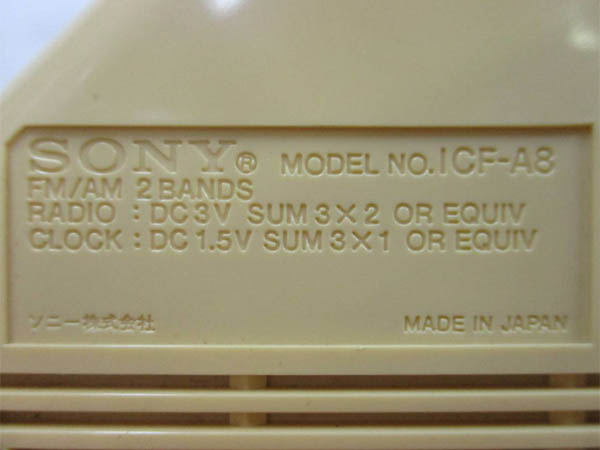 SONY® MODEL NO. ICF-A8
FM/AM 2 BANDS
RADIO : DC 3V SUM 3×2 OR EQUIV
CLOCK : DC 1.5V SUM 3×1 OR EQUIV
ソニー株式会社 MADE IN JAPAN